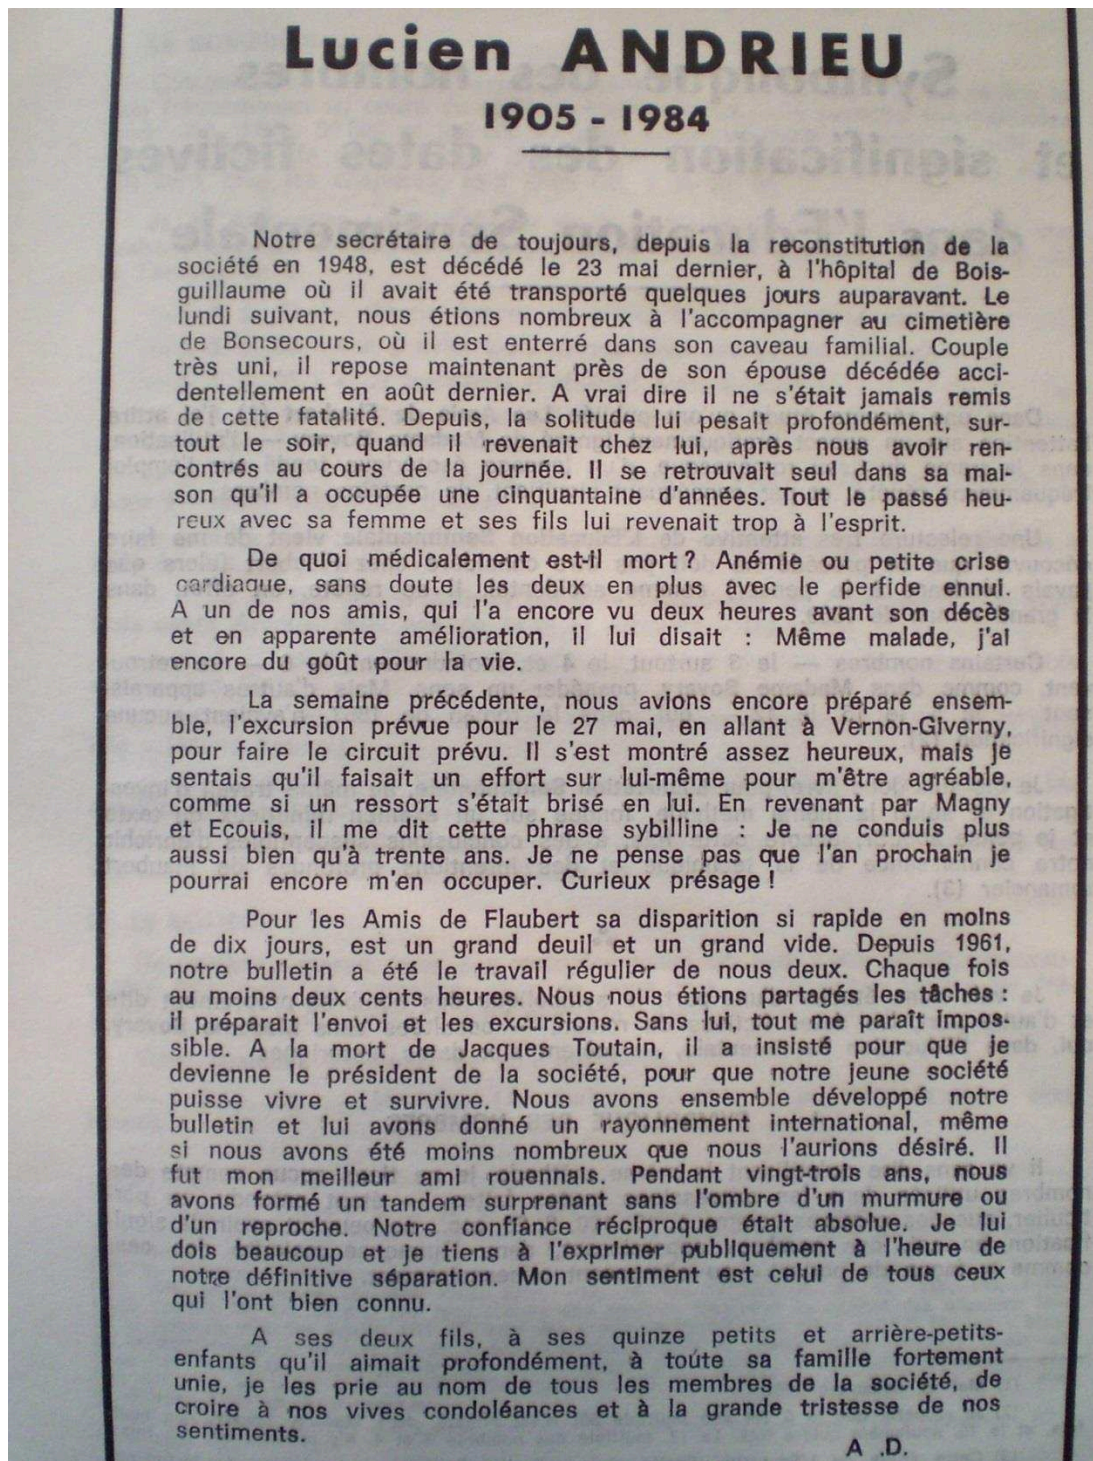 Lucien ANDRIEU
1905 - 1984
Notre secrétaire de toujours, depuis la reconstitution de la
société en 1948, est décédé le 23 mai dernier, à l'hôpital de Bois-
guillaume où il avait été transporté quelques jours auparavant. Le
lundi suivant, nous étions nombreux à l'accompagner au cimetière
de Bonsecours, où il est enterré dans son caveau familial. Couple
très uni, il repose maintenant près de son épouse décédée acci-
dentellement en août dernier. A vrai dire il ne s'était jamais remis
de cette fatalité. Depuis, la solitude lui pesait profondément, sur-
tout le soir, quand il revenait chez lui, après nous avoir ren-
contrés au cours de la journée. Il se retrouvait seul dans sa mai-
son qu'il a occupée une cinquantaine d'années. Tout le passé heu-
reux avec sa femme et ses fils lui revenait trop à l'esprit.
De quoi médicalement est-il mort ? Anémie ou petite crise
cardiaque, sans doute les deux en plus avec le perfide ennui.
A un de nos amis, qui l'a encore vu deux heures avant son décès
et en apparente amélioration, il lui disait : Même malade, j'ai
encore du goût pour la vie.
La semaine précédente, nous avions encore préparé ensem-
ble, l'excursion prévue pour le 27 mai, en allant à Vernon-Giverny,
pour faire le circuit prévu. Il s'est montré assez heureux, mais je
sentais qu'il faisait un effort sur lui-même pour m'être agréable,
comme si un ressort s'était brisé en lui. En revenant par Magny
et Ecouis, il me dit cette phrase sybilline : Je ne conduis plus
aussi bien qu'à trente ans. Je ne pense pas que l'an prochain je
pourrai encore m'en occuper. Curieux présage !
Pour les Amis de Flaubert sa disparition si rapide en moins
de dix jours, est un grand deuil et un grand vide. Depuis 1961,
notre bulletin a été le travail régulier de nous deux. Chaque fois
au moins deux cents heures. Nous nous étions partagés les tâches :
il préparait l'envoi et les excursions. Sans lui, tout me paraît impos-
sible. A la mort de Jacques Toutain, il a insisté pour que je
devienne le président de la société, pour que notre jeune société
puisse vivre et survivre. Nous avons ensemble développé notre
bulletin et lui avons donné un rayonnement international, même
si nous avons été moins nombreux que nous l'aurions désiré. Il
fut mon meilleur ami rouennais. Pendant vingt-trois ans, nous
avons formé un tandem surprenant sans l'ombre d'un murmure ou
d'un reproche. Notre confiance réciproque était absolue. Je lui
dois beaucoup et je tiens à l'exprimer publiquement à l'heure de
notre définitive séparation. Mon sentiment est celui de tous ceux
qui l'ont bien connu.
A ses deux fils, à ses quinze petits et arrière-petits-
enfants qu'il aimait profondément, à toute sa famille fortement
unie, je les prie au nom de tous les membres de la société, de
croire à nos vives condoléances et à la grande tristesse de nos
sentiments.
A .D.